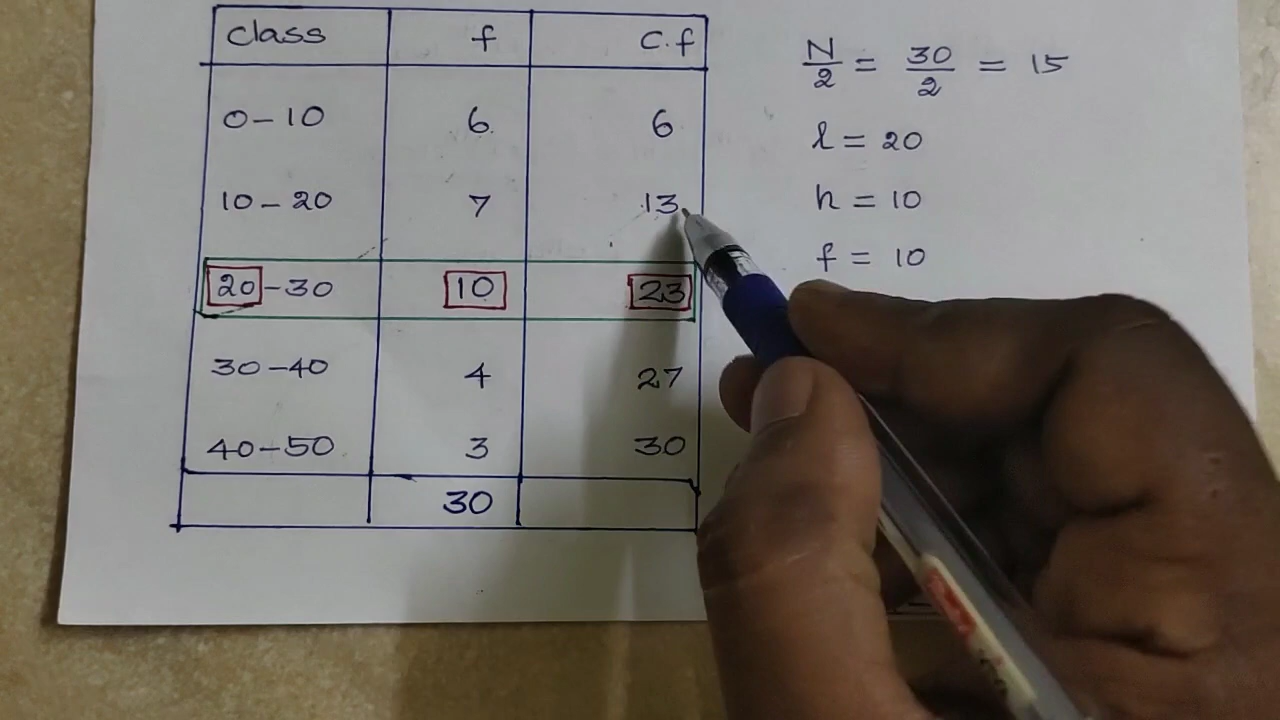 class f c.f
0-10 6 6
10-20 7 13
20-30 10 23
30-40 4 27
40-50 3 30
30
N/2 = 30/2 = 15
l = 20
h = 10
f = 10